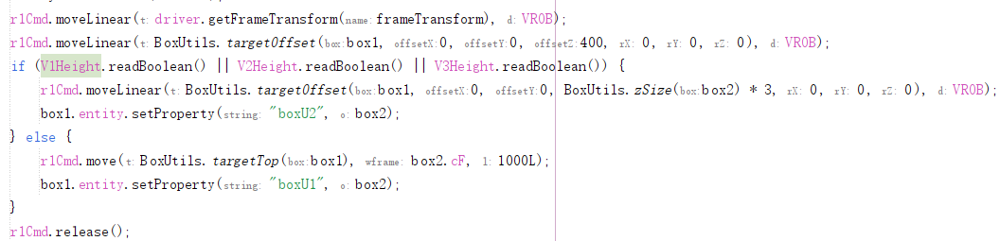 r1Cmd.moveLinear(t: driver.getFrameTransform(name: frameTransform), d: VR0B);
r1Cmd.moveLinear(t: BoxUtils.targetOffset(box: box1, offsetX: 0, offsetY: 0, offsetZ: 400, rX: 0, rY: 0, rZ: 0), d: VR0B);
if (V1Height.readBoolean() || V2Height.readBoolean() || V3Height.readBoolean()) {
r1Cmd.moveLinear(t: BoxUtils.targetOffset(box: box1, offsetX: 0, offsetY: 0, BoxUtils.zSize(box: box2) * 3, rX: 0, rY: 0, rZ: 0), d: VR0B);
box1.entity.setProperty(string: "boxU2", o: box2);
} else {
r1Cmd.move(t: BoxUtils.targetTop(box: box1), wframe: box2.cF, l: 1000L);
box1.entity.setProperty(string: "boxU1", o: box2);
}
r1Cmd.release();